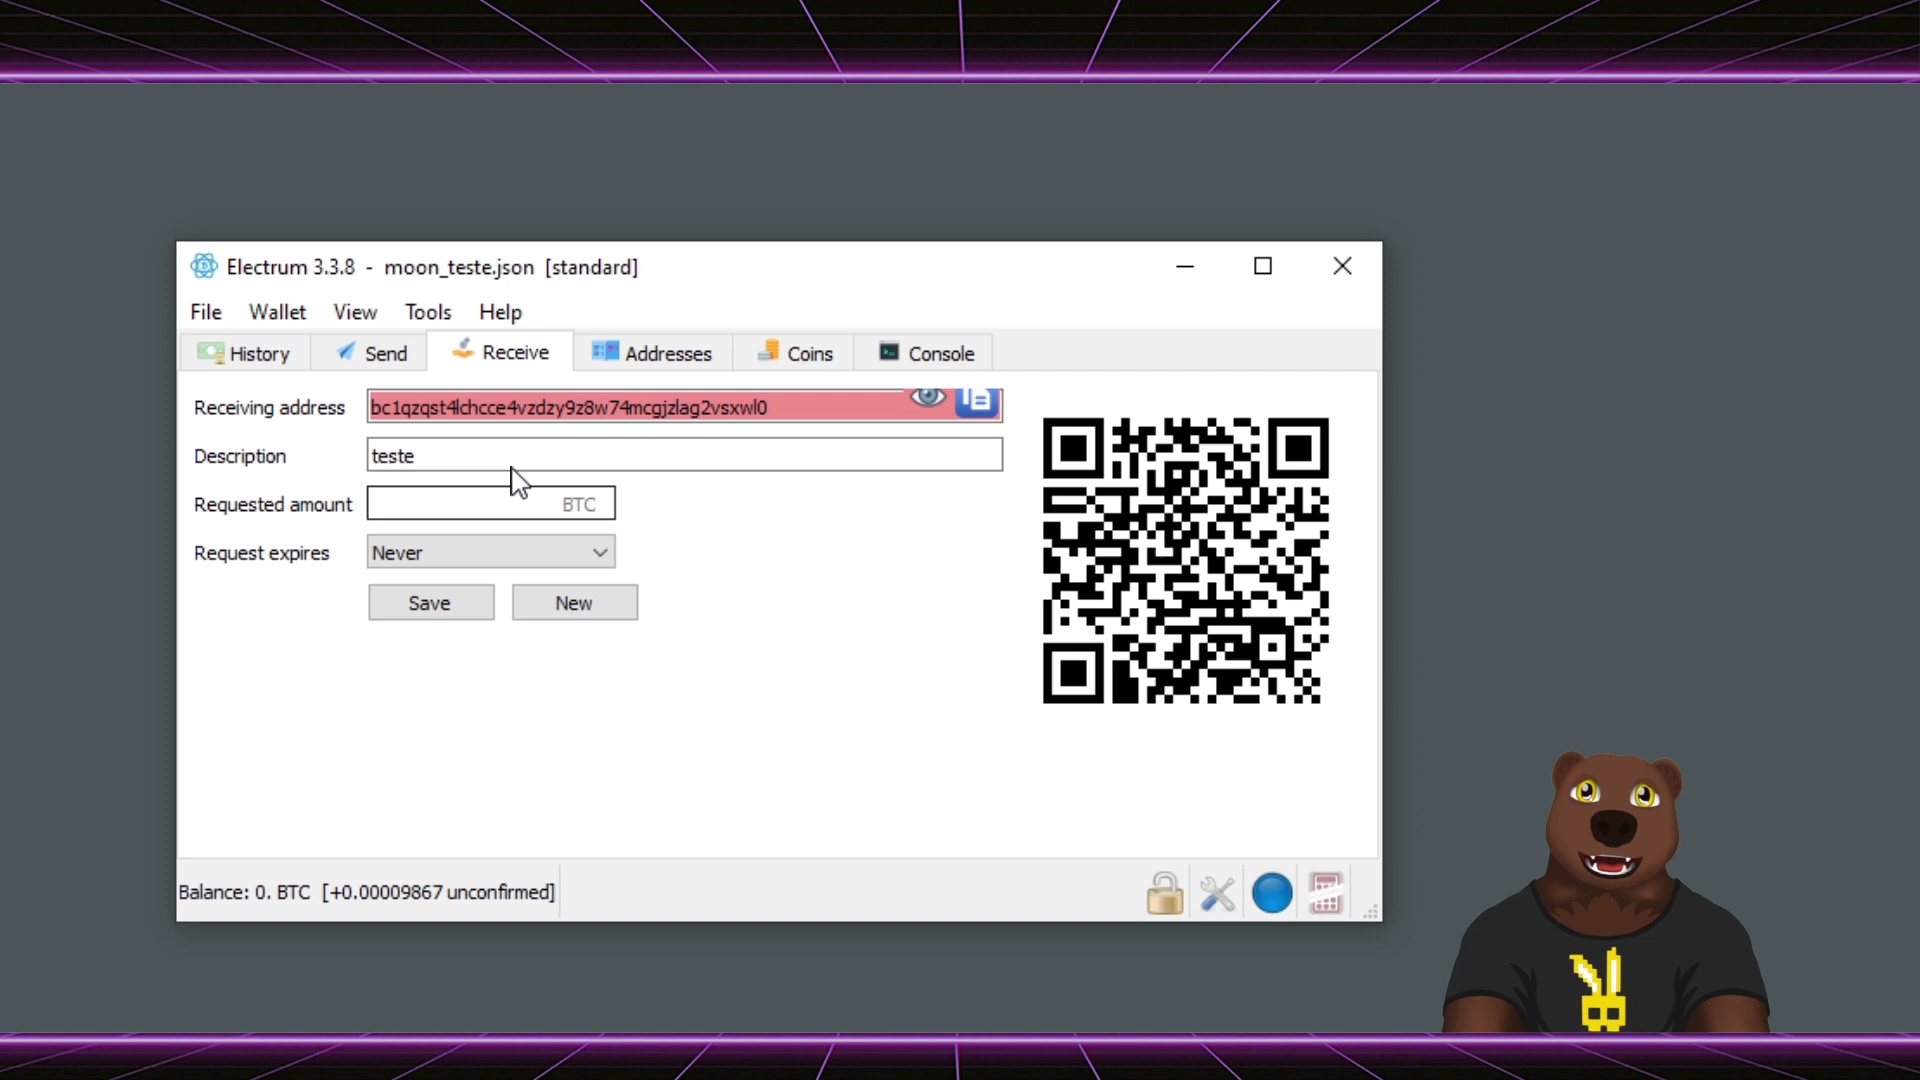 Electrum 3.3.8 - moon_teste.json [standard]
File Wallet View Tools Help
History Send Receive Addresses Coins Console
Receiving address bc1qzqst4lchcce4vzdzy9z8w74mcgjzlag2vsxwl0
Description teste
Requested amount BTC
Request expires Never
Save New
Balance: 0. BTC [+0.00009867 unconfirmed]